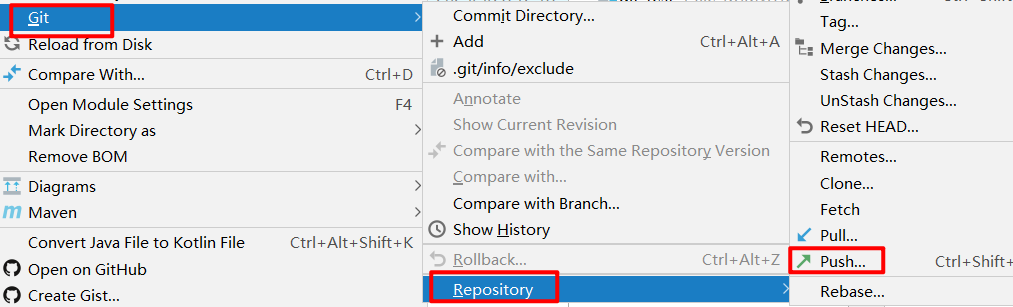 Git
Reload from Disk
Compare With... Ctrl+D
Open Module Settings F4
Mark Directory as
Remove BOM
Diagrams
Maven
Convert Java File to Kotlin File Ctrl+Alt+Shift+K
Open on GitHub
Create Gist...
Commit Directory...
Add Ctrl+Alt+A
.git/info/exclude
Annotate
Show Current Revision
Compare with the Same Repository Version
Compare with...
Compare with Branch...
Show History
Rollback... Ctrl+Alt+Z
Repository
Tag...
Merge Changes...
Stash Changes...
UnStash Changes...
Reset HEAD...
Remotes...
Clone...
Fetch
Pull...
Push... Ctrl+Shift+
Rebase...